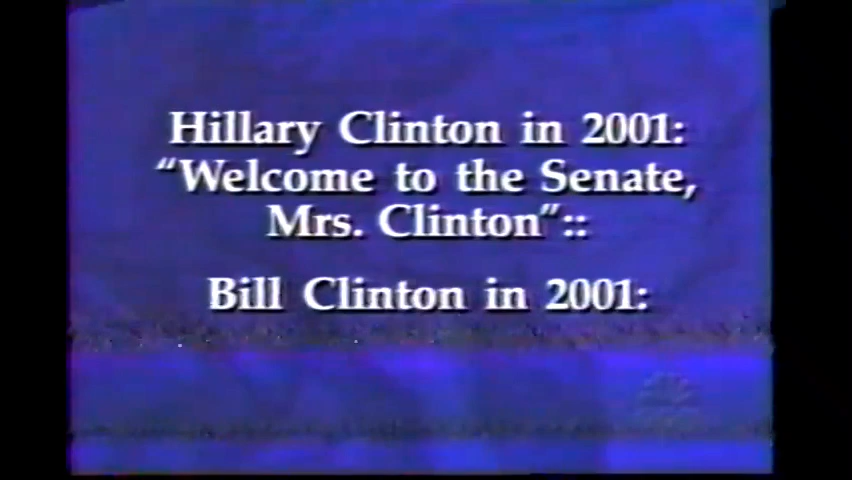 Hillary Clinton in 2001:
“Welcome to the Senate,
Mrs. Clinton”::
Bill Clinton in 2001: